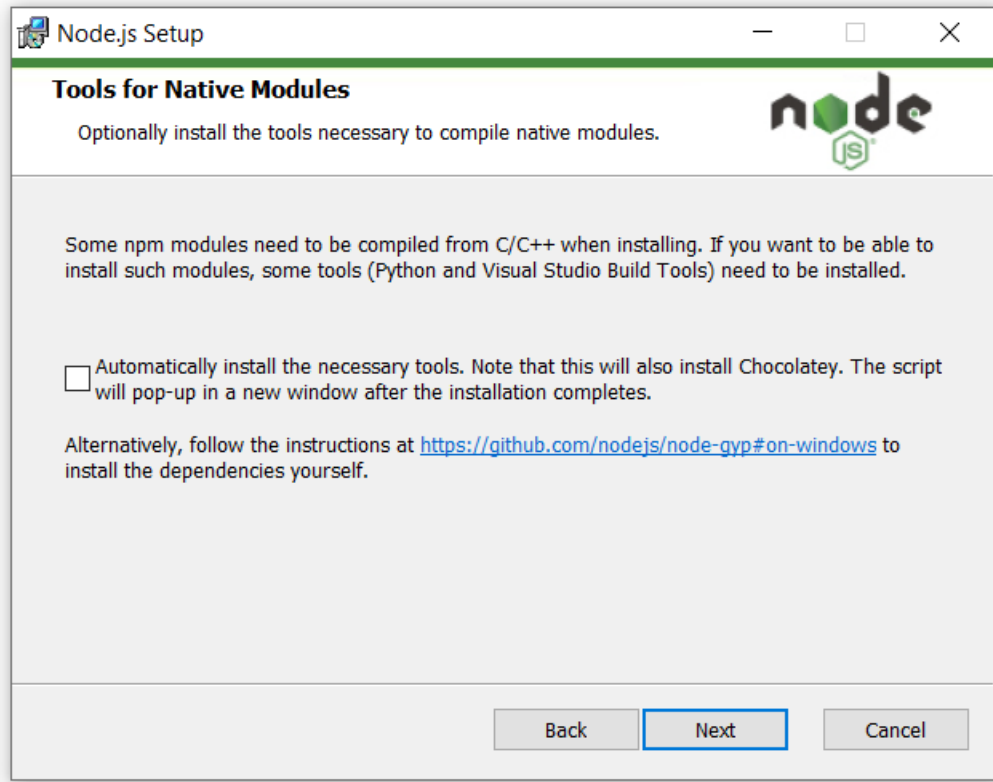 Node.js Setup
Tools for Native Modules
Optionally install the tools necessary to compile native modules.
node
JS
Some npm modules need to be compiled from C/C++ when installing. If you want to be able to
install such modules, some tools (Python and Visual Studio Build Tools) need to be installed.
Automatically install the necessary tools. Note that this will also install Chocolatey. The script
will pop-up in a new window after the installation completes.
Alternatively, follow the instructions at https://github.com/nodejs/node-gyp#on-windows to
install the dependencies yourself.
Back
Next
Cancel